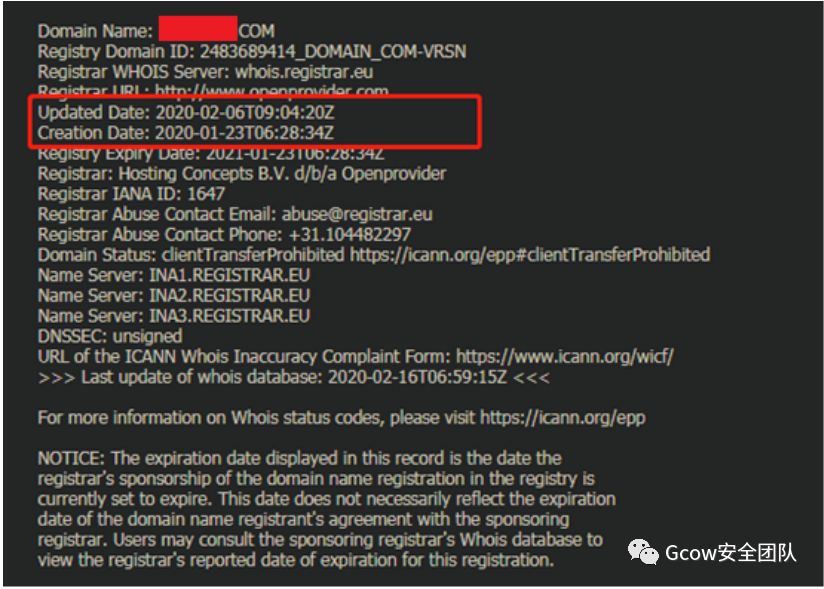 Domain Name: COM
Registry Domain ID: 2483689414_DOMAIN_COM-VRSN
Registrar WHOIS Server: whois.registrar.eu
Registrar URL: http://www.openprovider.com
Updated Date: 2020-02-06T09:04:20Z
Creation Date: 2020-01-23T06:28:34Z
Registry Expiry Date: 2021-01-23T06:28:34Z
Registrar: Hosting Concepts B.V. d/b/a Openprovider
Registrar IANA ID: 1647
Registrar Abuse Contact Email: abuse@registrar.eu
Registrar Abuse Contact Phone: +31.104482297
Domain Status: clientTransferProhibited https://icann.org/epp#clientTransferProhibited
Name Server: INA1.REGISTRAR.EU
Name Server: INA2.REGISTRAR.EU
Name Server: INA3.REGISTRAR.EU
DNSSEC: unsigned
URL of the ICANN Whois Inaccuracy Complaint Form: https://www.icann.org/wicf/
>>> Last update of whois database: 2020-02-16T06:59:15Z <<<
For more information on Whois status codes, please visit https://icann.org/epp
NOTICE: The expiration date displayed in this record is the date the
registrar's sponsorship of the domain name registration in the registry is
currently set to expire. This date does not necessarily reflect the expiration
date of the domain name registrant's agreement with the sponsoring
registrar. Users may consult the sponsoring registrar's Whois database to
view the registrar's reported date of expiration for this registration.
Gcow安全团队